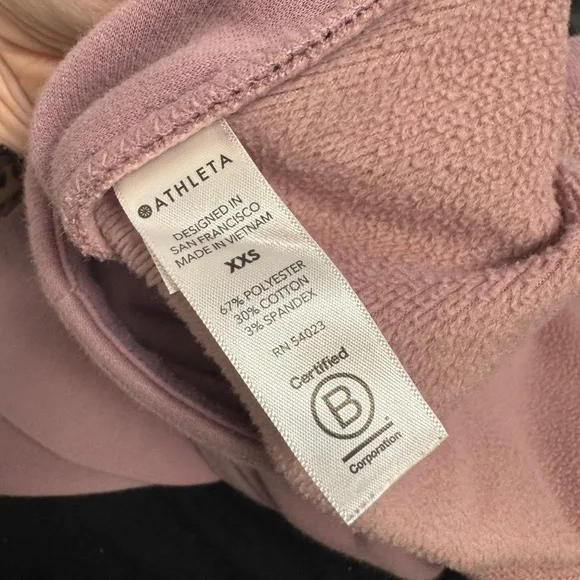 ATHLETA
DESIGNED IN
SAN FRANCISCO
MADE IN VIETNAM
XXS
67% POLYESTER
30% COTTON
3% SPANDEX
RN 54023
Certified
B
Corporation